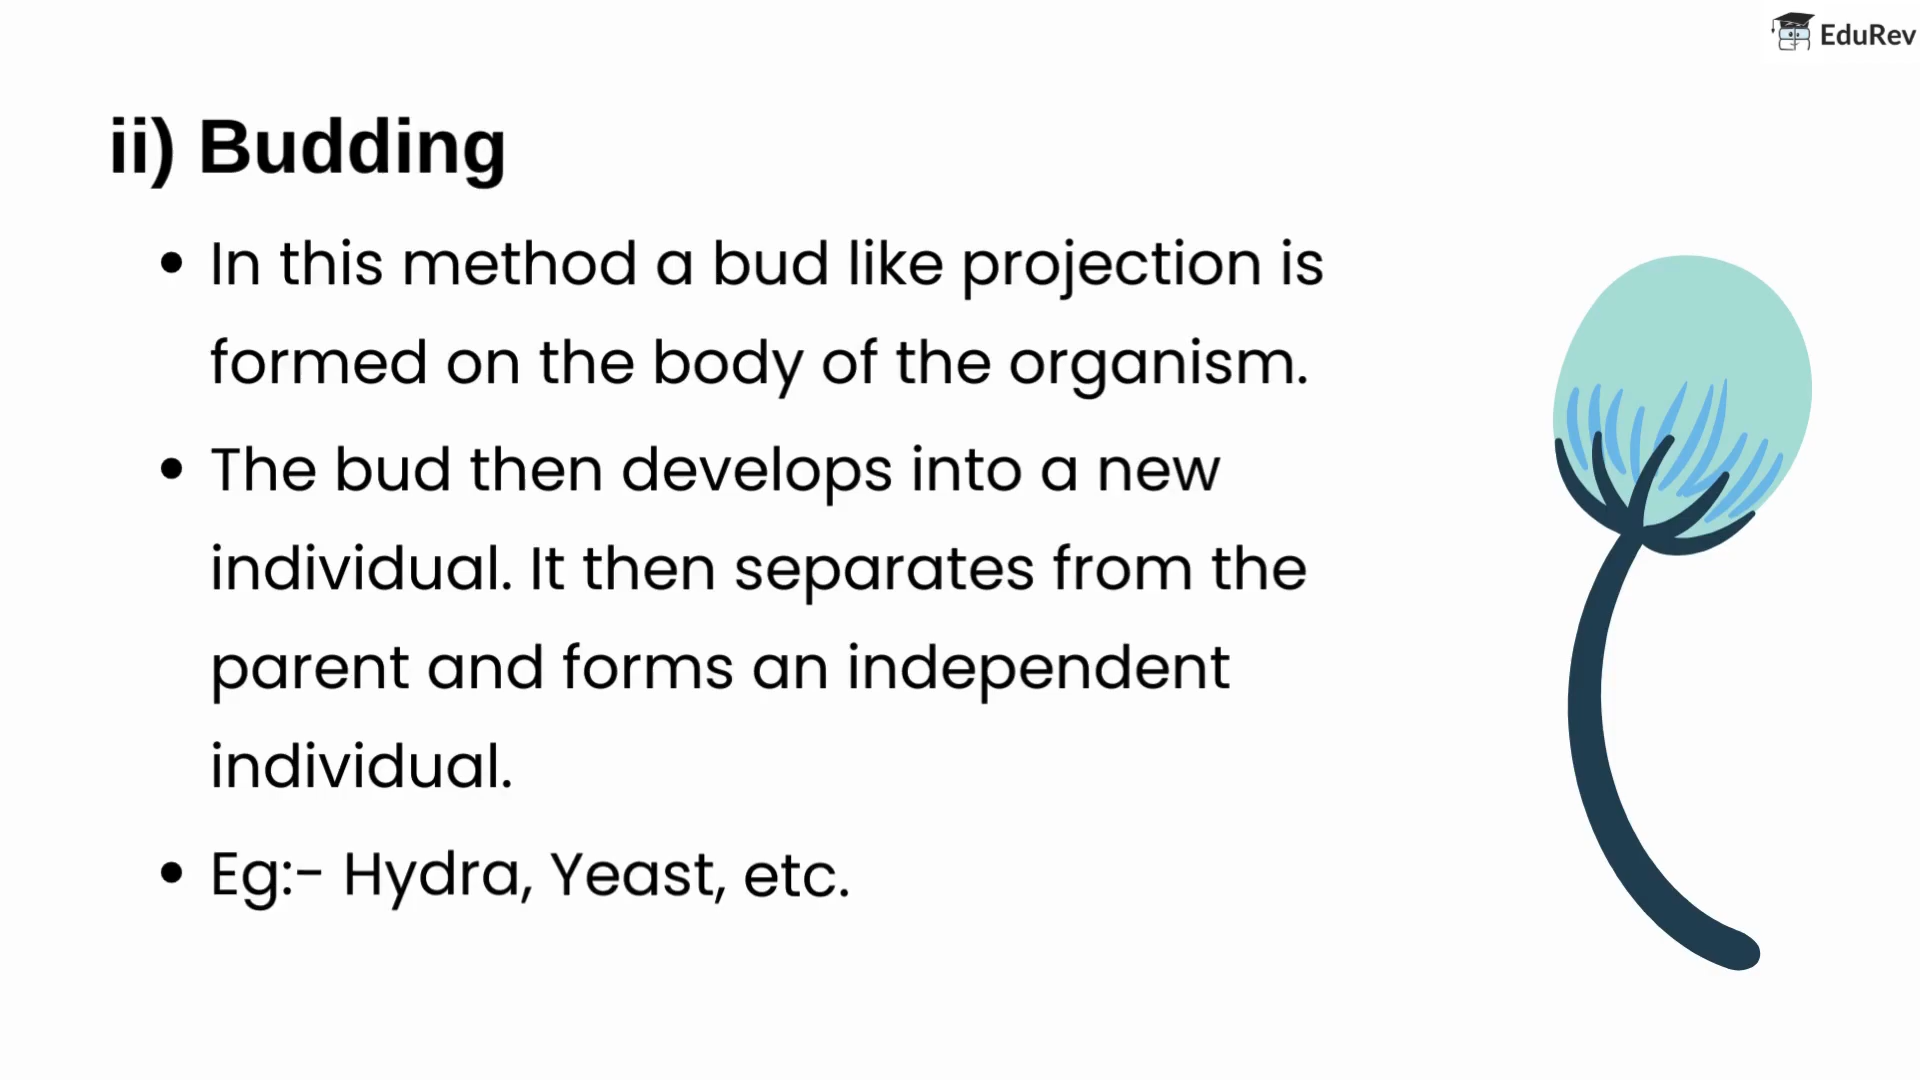 EduRev
ii) Budding
• In this method a bud like projection is
formed on the body of the organism.
• The bud then develops into a new
individual. It then separates from the
parent and forms an independent
individual.
• Eg:- Hydra, Yeast, etc.